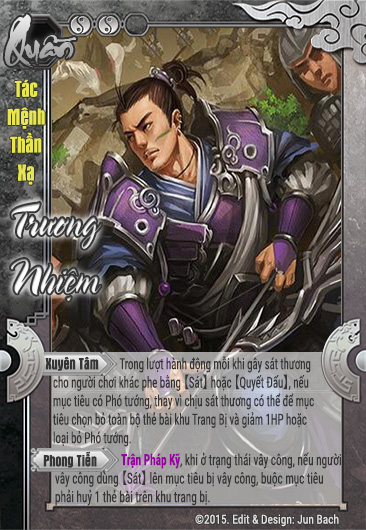 Quần
Tác
Mệnh
Thần
Xạ
Trương
Nhiệm
Xuyên Tâm Trong lượt hành động mỗi khi gây sát thương
cho người chơi khác phe bằng【Sát】hoặc【Quyết Đấu】, nếu
mục tiêu có Phó tướng, thay vì chịu sát thương có thể để mục
tiêu chọn bỏ toàn bộ thẻ bài khu Trang Bị và giảm 1HP hoặc
loại bỏ Phó tướng.
Phong Tiễn Trận Pháp Kỹ, khi ở trạng thái vây công, nếu người
vây công dùng【Sát】lên mục tiêu bị vây công, buộc mục tiêu
phải huỷ 1 thẻ bài trên khu trang bị.
©2015. Edit & Design: Jun Bach